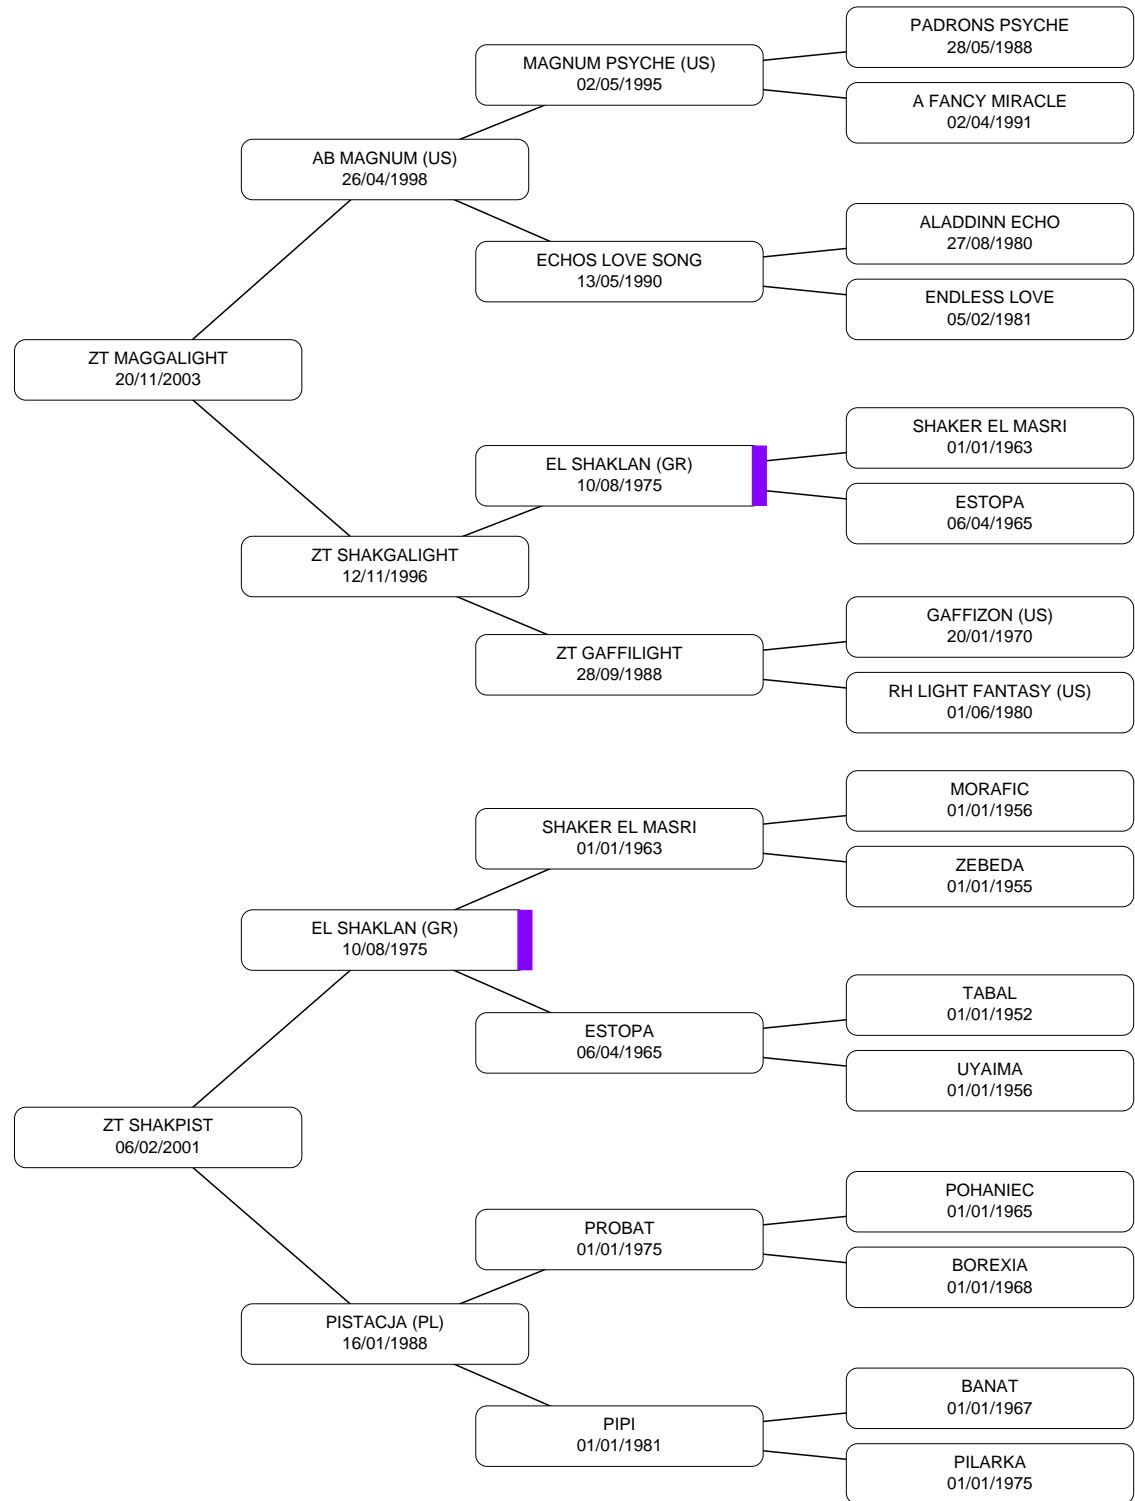 PADRONS PSYCHE
28/05/1988
MAGNUM PSYCHE (US)
02/05/1995
A FANCY MIRACLE
02/04/1991
AB MAGNUM (US)
26/04/1998
ALADDINN ECHO
27/08/1980
ECHOS LOVE SONG
13/05/1990
ENDLESS LOVE
05/02/1981
ZT MAGGALIGHT
20/11/2003
SHAKER EL MASRI
01/01/1963
EL SHAKLAN (GR)
10/08/1975
ESTOPA
06/04/1965
ZT SHAKGALIGHT
12/11/1996
GAFFIZON (US)
20/01/1970
ZT GAFFILIGHT
28/09/1988
RH LIGHT FANTASY (US)
01/06/1980
MORAFIC
01/01/1956
SHAKER EL MASRI
01/01/1963
ZEBEDA
01/01/1955
EL SHAKLAN (GR)
10/08/1975
TABAL
01/01/1952
ESTOPA
06/04/1965
UYAIMA
01/01/1956
ZT SHAKPIST
06/02/2001
POHANIEC
01/01/1965
PROBAT
01/01/1975
BOREXIA
01/01/1968
PISTACJA (PL)
16/01/1988
BANAT
01/01/1967
PIPI
01/01/1981
PILARKA
01/01/1975